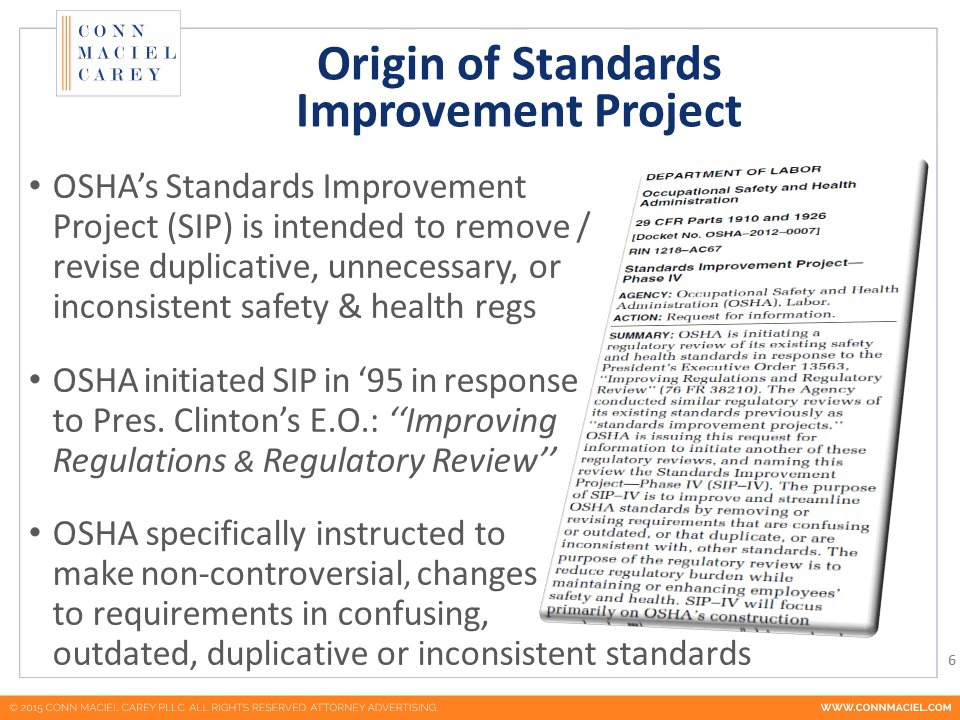 CONN
MACIEL
CAREY
Origin of Standards
Improvement Project
• OSHA’s Standards Improvement
Project (SIP) is intended to remove /
revise duplicative, unnecessary, or
inconsistent safety & health regs
• OSHA initiated SIP in ‘95 in response
to Pres. Clinton’s E.O.: ‘‘Improving
Regulations & Regulatory Review’’
• OSHA specifically instructed to
make non-controversial, changes
to requirements in confusing,
outdated, duplicative or inconsistent standards
DEPARTMENT OF LABOR
Occupational Safety and Health
Administration
29 CFR Parts 1910 and 1926
[Docket No. OSHA–2012–0007]
RIN 1218–AC67
Standards Improvement Project—
Phase IV
AGENCY: Occupational Safety and Health
Administration (OSHA), Labor.
ACTION: Request for information.
SUMMARY: OSHA is initiating a
regulatory review of its existing safety
and health standards in response to the
President’s Executive Order 13563,
‘‘Improving Regulations and Regulatory
Review’’ (76 FR 38210). The Agency
conducted similar regulatory reviews of
its existing standards previously as
‘‘standards improvement projects.’’
OSHA is issuing this request for
information to initiate another of these
regulatory reviews, and naming this
review the Standards Improvement
Project—Phase IV (SIP–IV). The purpose
of SIP–IV is to improve and streamline
OSHA standards by removing or
revising requirements that are confusing
or outdated, or that duplicate, or are
inconsistent with, other standards. The
purpose of the regulatory review is to
reduce regulatory burden while
maintaining or enhancing employees’
safety and health. SIP–IV will focus
primarily on OSHA’s construction
6
© 2015 CONN MACIEL CAREY PLLC. ALL RIGHTS RESERVED. ATTORNEY ADVERTISING.
WWW.CONNMACIEL.COM